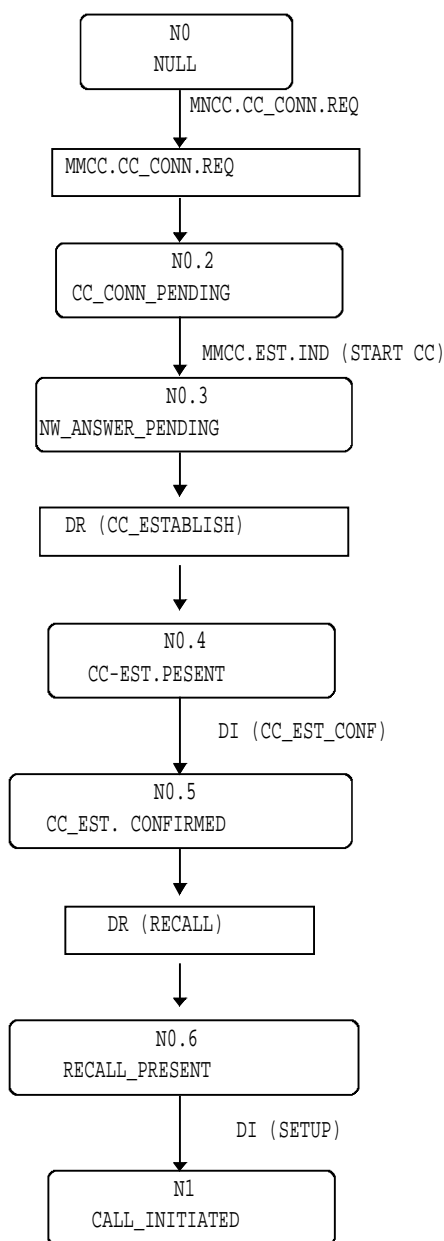 N0
NULL
MNCC.CC_CONN.REQ
MMCC.CC_CONN.REQ
N0.2
CC_CONN_PENDING
MMCC.EST.IND (START CC)
N0.3
NW_ANSWER_PENDING
DR (CC_ESTABLISH)
N0.4
CC-EST.PESENT
DI (CC_EST_CONF)
N0.5
CC_EST. CONFIRMED
DR (RECALL)
N0.6
RECALL_PRESENT
DI (SETUP)
N1
CALL_INITIATED